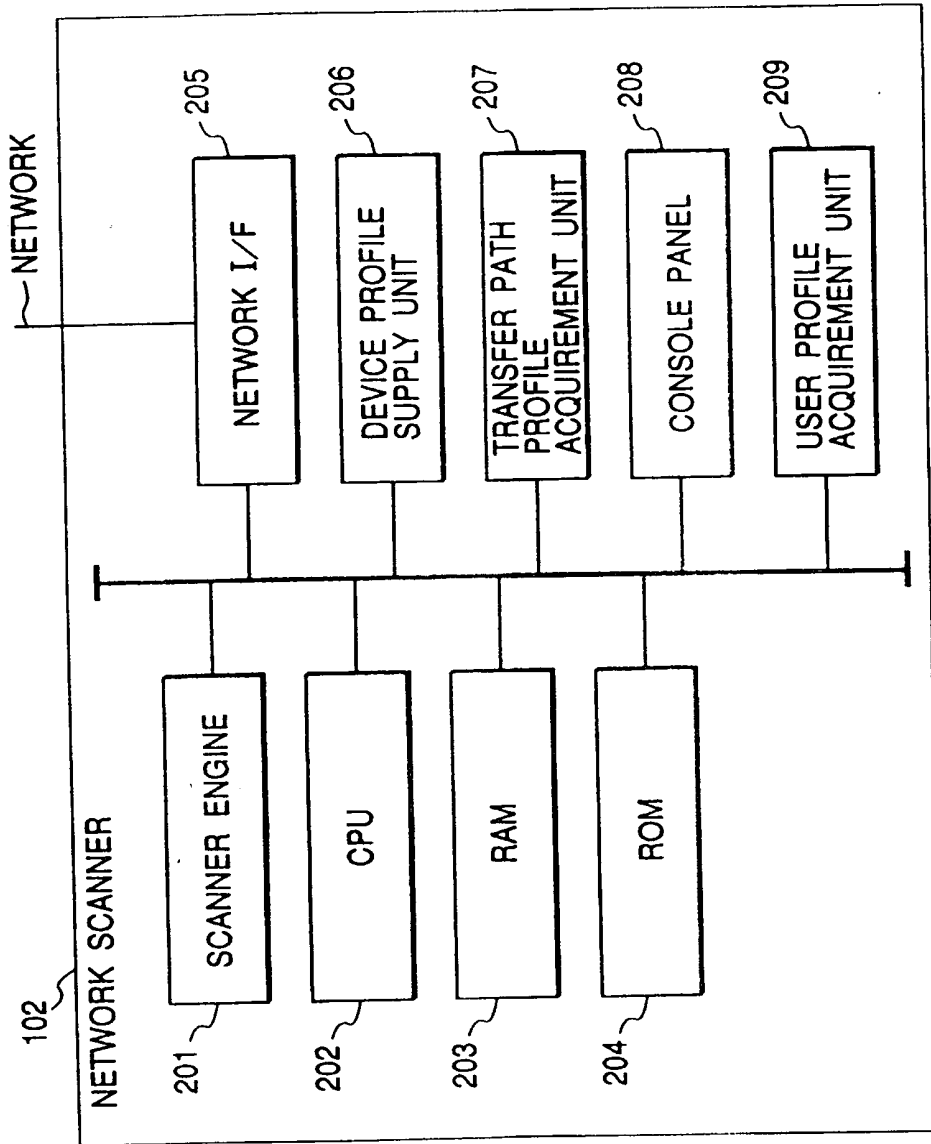 102
NETWORK SCANNER
NETWORK
201
SCANNER ENGINE
202
CPU
203
RAM
204
ROM
NETWORK I/F
205
DEVICE PROFILE
SUPPLY UNIT
206
TRANSFER PATH
PROFILE
ACQUIREMENT UNIT
207
CONSOLE PANEL
208
USER PROFILE
ACQUIREMENT UNIT
209